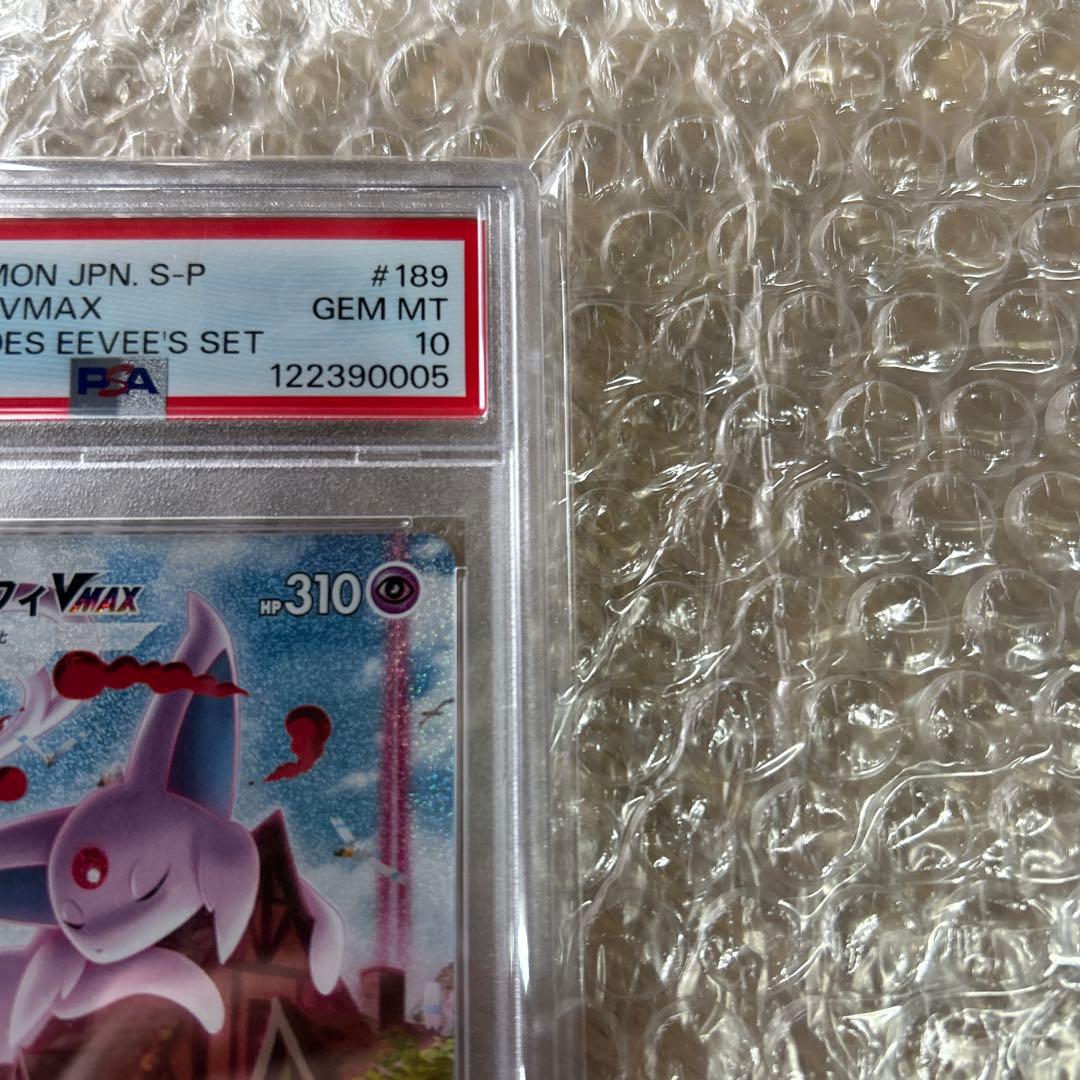 MON JPN. S-P #189
VMAX GEM MT
DES EEVEE'S SET 10
PSA 122390005
フィVMAX HP310